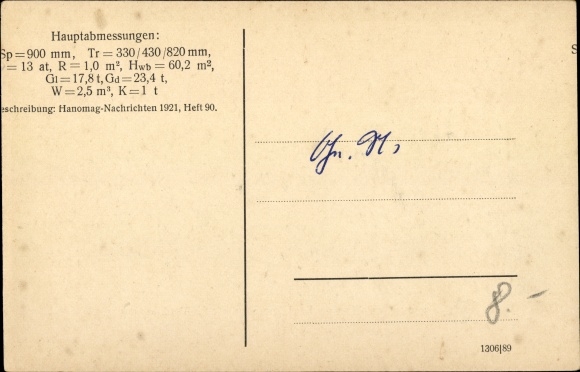 Hauptabmessungen:
Sp=900 mm, Tr=330/430/820 mm,
=13 at, R=1,0 m², Hwb=60,2 m²,
Gl=17,8 t, Gd=23,4 t,
W=2,5 m³, K=1 t
eschreibung: Hanomag-Nachrichten 1921, Heft 90.
S
8.-
1306|89